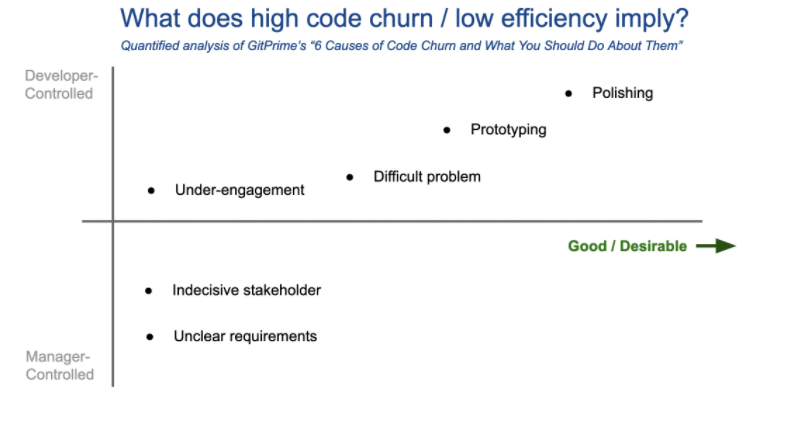 What does high code churn / low efficiency imply?
Quantified analysis of GitPrime's “6 Causes of Code Churn and What You Should Do About Them”
Developer-
Controlled
Polishing
Prototyping
Difficult problem
Under-engagement
Good / Desirable
Indecisive stakeholder
Unclear requirements
Manager-
Controlled